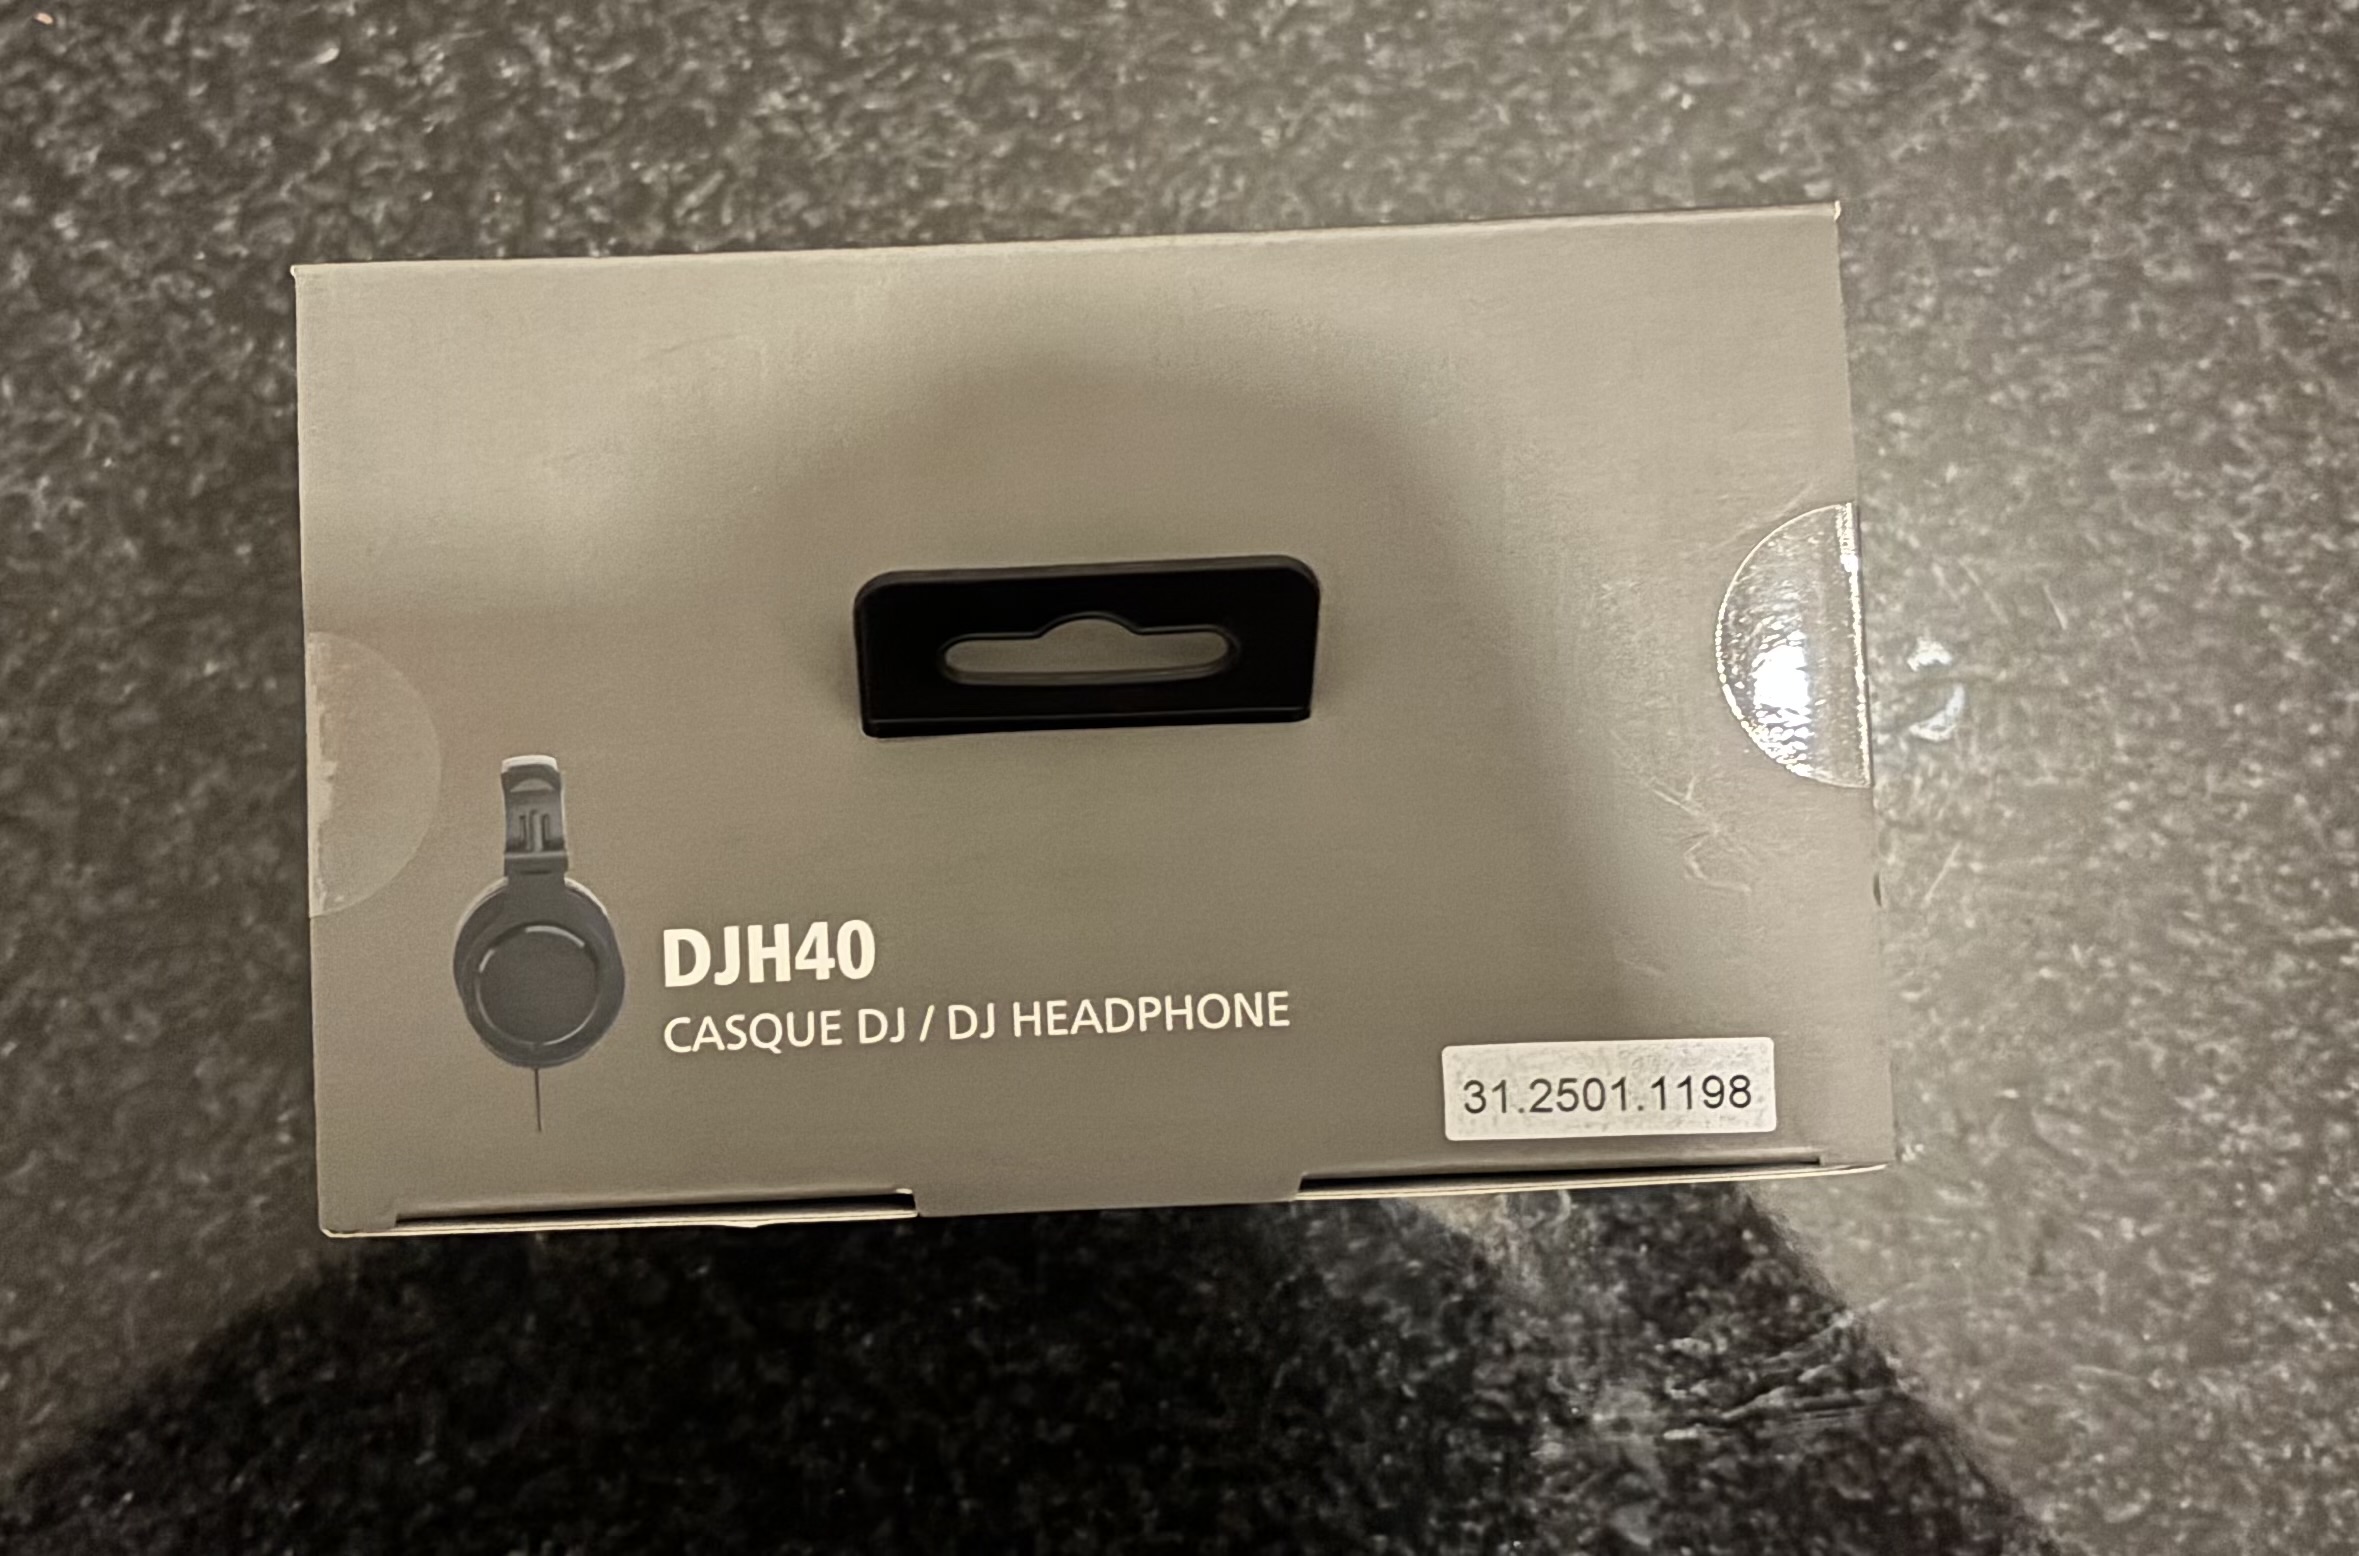 DJH40
CASQUE DJ / DJ HEADPHONE
31.2501.1198